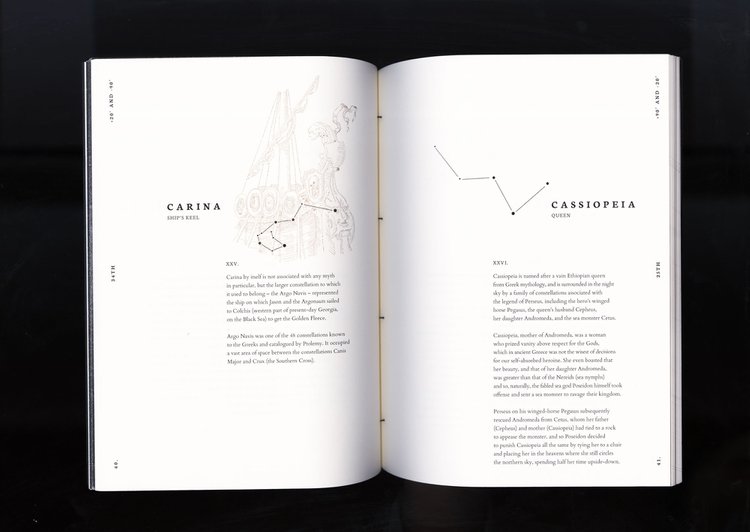 -20° AND -90°
CARINA
SHIP'S KEEL
34TH
XXV.
Carina by itself is not associated with any myth
in particular, but the larger constellation to which
it used to belong – the Argo Navis – represented
the ship on which Jason and the Argonauts sailed
to Colchis (western part of present-day Georgia,
on the Black Sea) to get the Golden Fleece.
Argo Navis was one of the 48 constellations known
to the Greeks and catalogued by Ptolemy. It occupied
a vast area of space between the constellations Canis
Major and Crux (the Southern Cross).
40.
+90° AND -20°
CASSIOPEIA
QUEEN
25TH
XXVI.
Cassiopeia is named after a vain Ethiopian queen
from Greek mythology, and is surrounded in the night
sky by a family of constellations asociated with
the legend of Perseus, including the hero's winged
horse Pegasus, the queen's husband Cepheus,
her daughter Andromeda, and the sea monster Cetus.
Cassiopeia, mother of Andromeda, was a woman
who prized vanity above respect for the Gods,
which in ancient Greece was not the wisest of decisions
for our self-absorbed heroine. She even boasted that
her beauty, and that of her daughter Andromeda,
was greater than that of the Nereids (sea nymphs)
and so, naturally, the fabled sea god Poseidon himself took
offense and sent a sea monster to ravage their kingdom.
Perseus on his winged-horse Pegasus subsequently
rescued Andromeda from Cetus, whom her father
(Cepheus) and mother (Cassiopeia) had tied to a rock
to appease the monster, and so Poseidon decided
to punish Cassiopeia all the same by tying her to a chair
and placing her in the heavens where she still circles
the northern sky, spending half her time upside-down.
41.